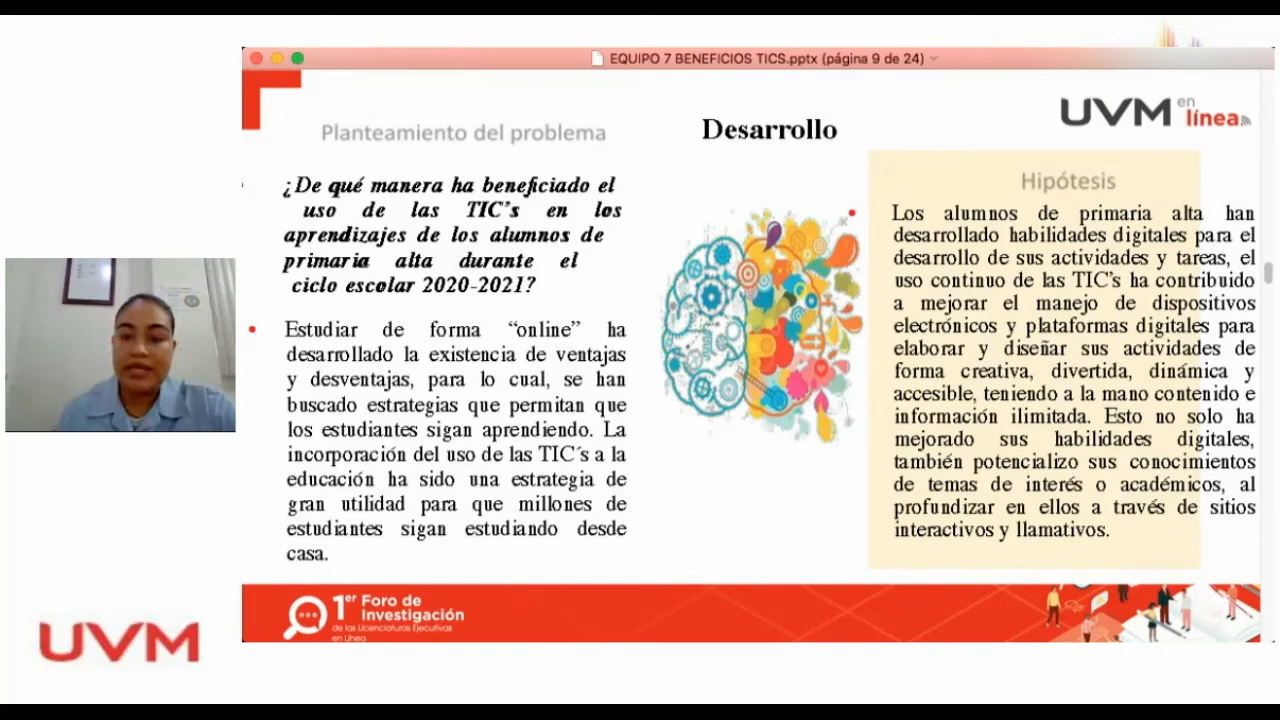 EQUIPO 7 BENEFICIOS TICS.pptx (página 9 de 24)
UVM en línea
Planteamiento del problema
Desarrollo
¿De qué manera ha beneficiado el
uso de las TIC's en los
aprendizajes de los alumnos de
primaria alta durante el
ciclo escolar 2020-2021?
Estudiar de forma “online” ha
desarrollado la existencia de ventajas
y desventajas, para lo cual, se han
buscado estrategias que permitan que
los estudiantes sigan aprendiendo. La
incorporación del uso de las TIC´s a la
educación ha sido una estrategia de
gran utilidad para que millones de
estudiantes sigan estudiando desde
casa.
Hipótesis
Los alumnos de primaria alta han
desarrollado habilidades digitales para el
desarrollo de sus actividades y tareas, el
uso continuo de las TIC's ha contribuido
a mejorar el manejo de dispositivos
electrónicos y plataformas digitales para
elaborar y diseñar sus actividades de
forma creativa, divertida, dinámica y
accesible, teniendo a la mano contenido e
información ilimitada. Esto no solo ha
mejorado sus habilidades digitales,
también potencializo sus conocimientos
de temas de interés o académicos, al
profundizar en ellos a través de sitios
interactivos y llamativos.
1er Foro de
Investigación
de las Licenciaturas Ejecutivas
en Línea
UVM